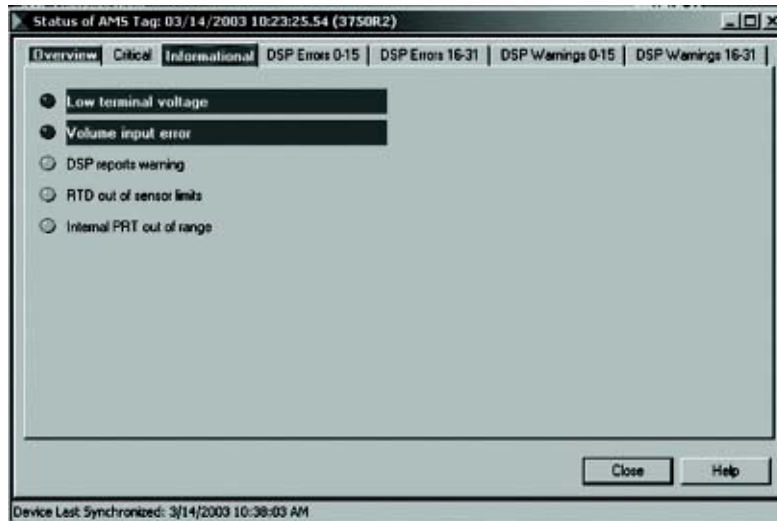 Status of AMS Tag: 03/14/2003 10:23:25.54 (3750R2)
Overview Critical Informational DSP Errors 0-15 DSP Errors 16-31 DSP Warnings 0-15 DSP Warnings 16-31
Low terminal voltage
Volume input error
DSP reports warning
RTD out of sensor limits
Internal PRT out of range
Close Help
Device Last Synchronized: 3/14/2003 10:38:03 AM